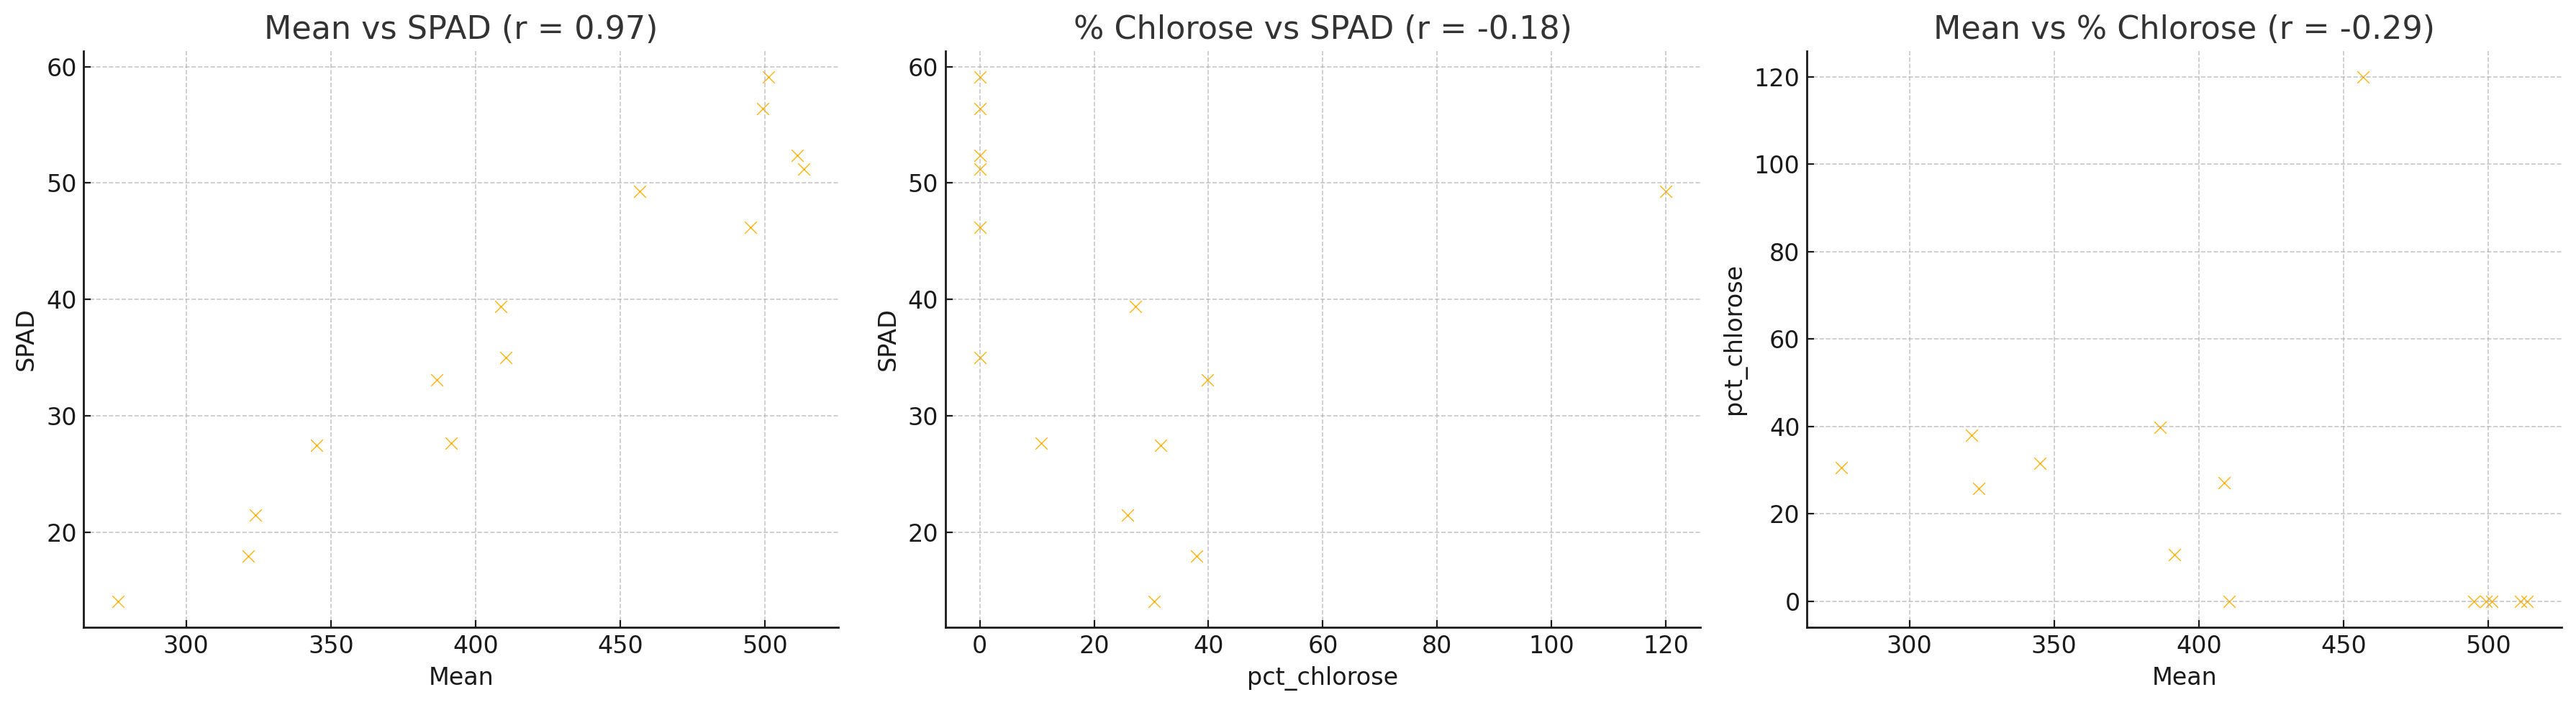 Mean vs SPAD (r = 0.97)
60
50
40
30
20
SPAD
300 350 400 450 500
Mean
% Chlorose vs SPAD (r = -0.18)
60
50
40
30
20
SPAD
0 20 40 60 80 100 120
pct_chlorose
Mean vs % Chlorose (r = -0.29)
120
100
80
60
40
20
0
pct_chlorose
300 350 400 450 500
Mean